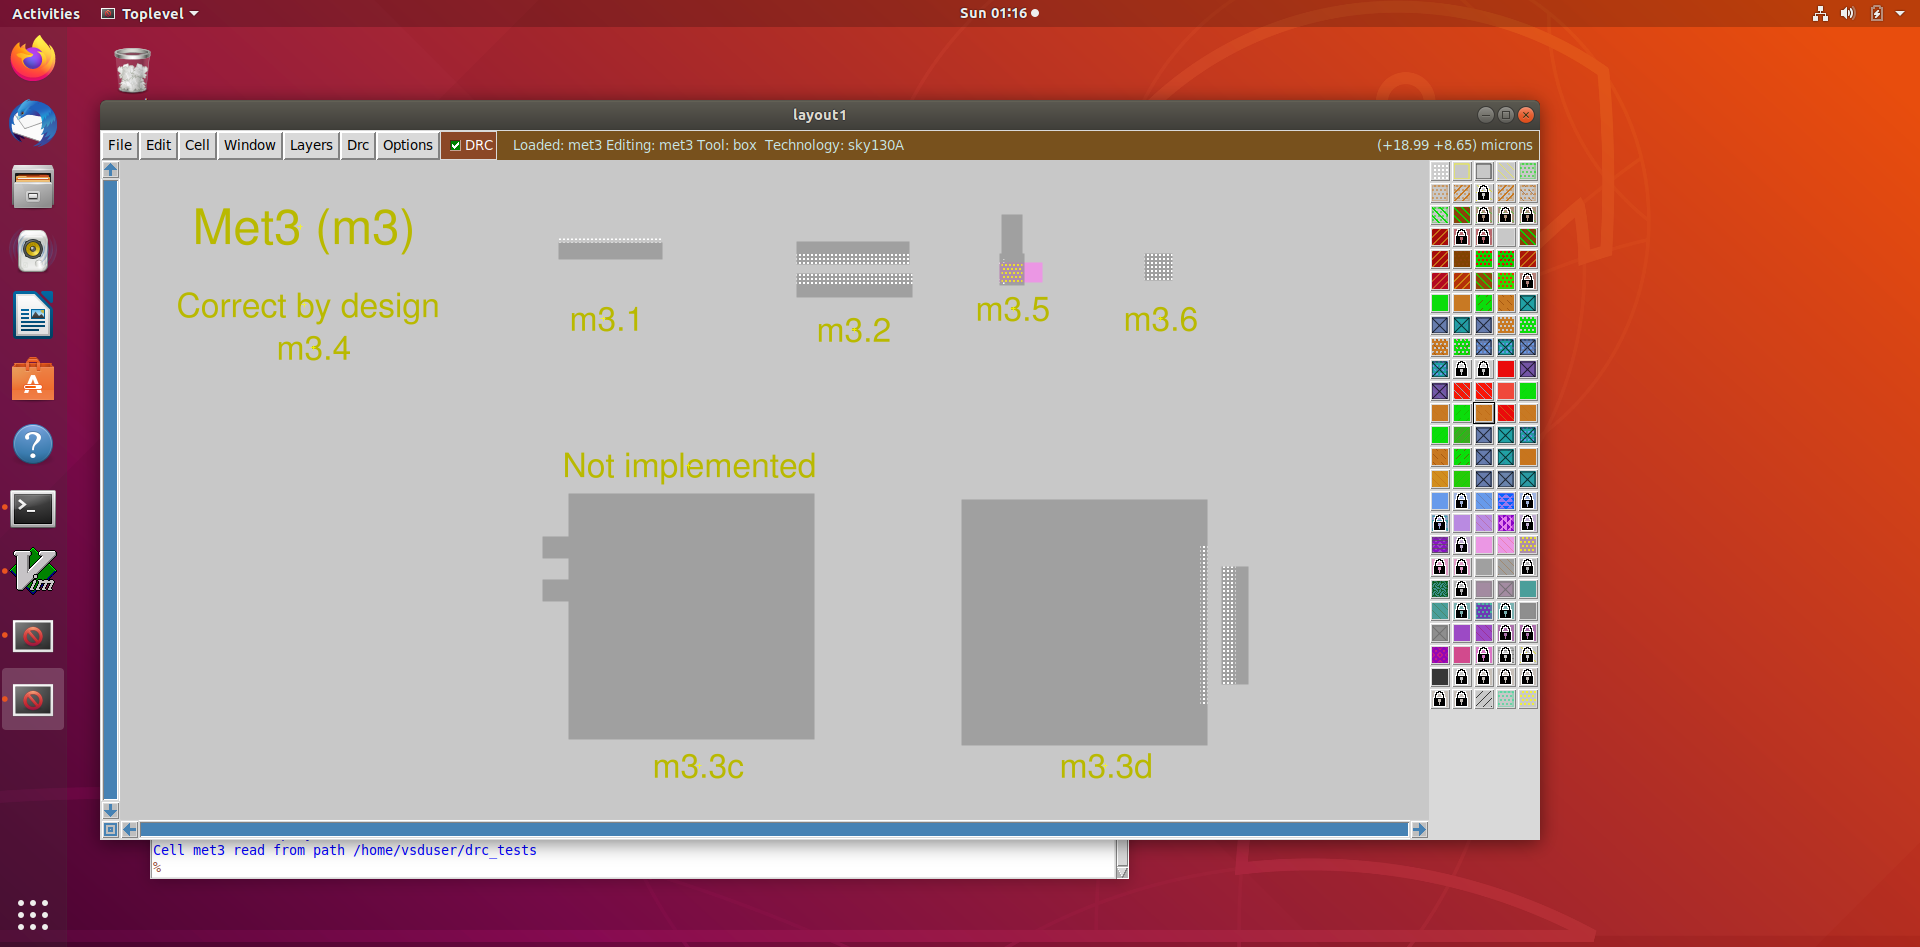 Activities
Toplevel
Sun 01:16
layout1
File
Edit
Cell
Window
Layers
Drc
Options
DRC
Loaded: met3 Editing: met3 Tool: box  Technology: sky130A
(+18.99 +8.65) microns
Met3 (m3)
Correct by design
m3.4
m3.1
m3.2
m3.5
m3.6
Not implemented
m3.3c
m3.3d
Cell met3 read from path /home/vsduser/drc_tests
%